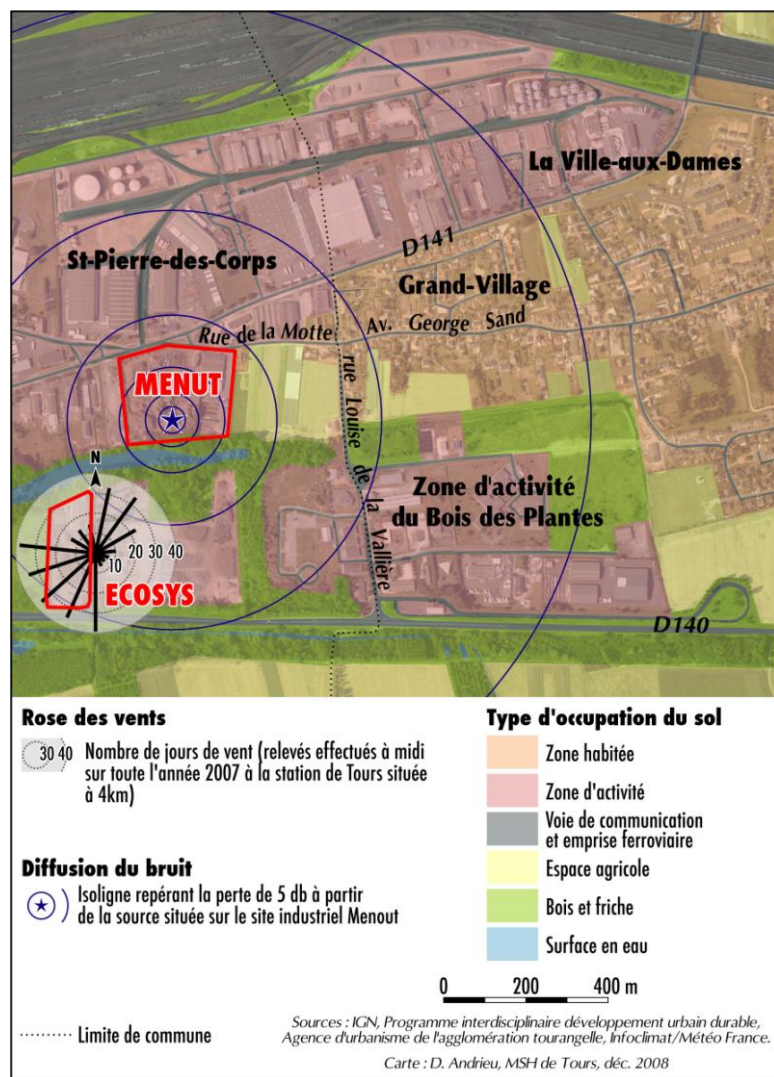 La Ville-aux-Dames
D141
St-Pierre-des-Corps
Grand-Village
Rue de la Motte
Av. George Sand
MENUT
rue Louise de la Vallière
N
Zone d'activité
du Bois des Plantes
10 20 30 40
ECOSYS
D140
Rose des vents
30 40
Nombre de jours de vent (relevés effectués à midi
sur toute l'année 2007 à la station de Tours située
à 4km)
Diffusion du bruit
Isoligne repérant la perte de 5 db à partir
de la source située sur le site industriel Menout
Limite de commune
Type d'occupation du sol
Zone habitée
Zone d'activité
Voie de communication
et emprise ferroviaire
Espace agricole
Bois et friche
Surface en eau
0 200 400 m
Sources : IGN, Programme interdisciplinaire développement urbain durable,
Agence d'urbanisme de l'agglomération tourangelle, Infoclimat/Météo France.
Carte : D. Andrieu, MSH de Tours, déc. 2008